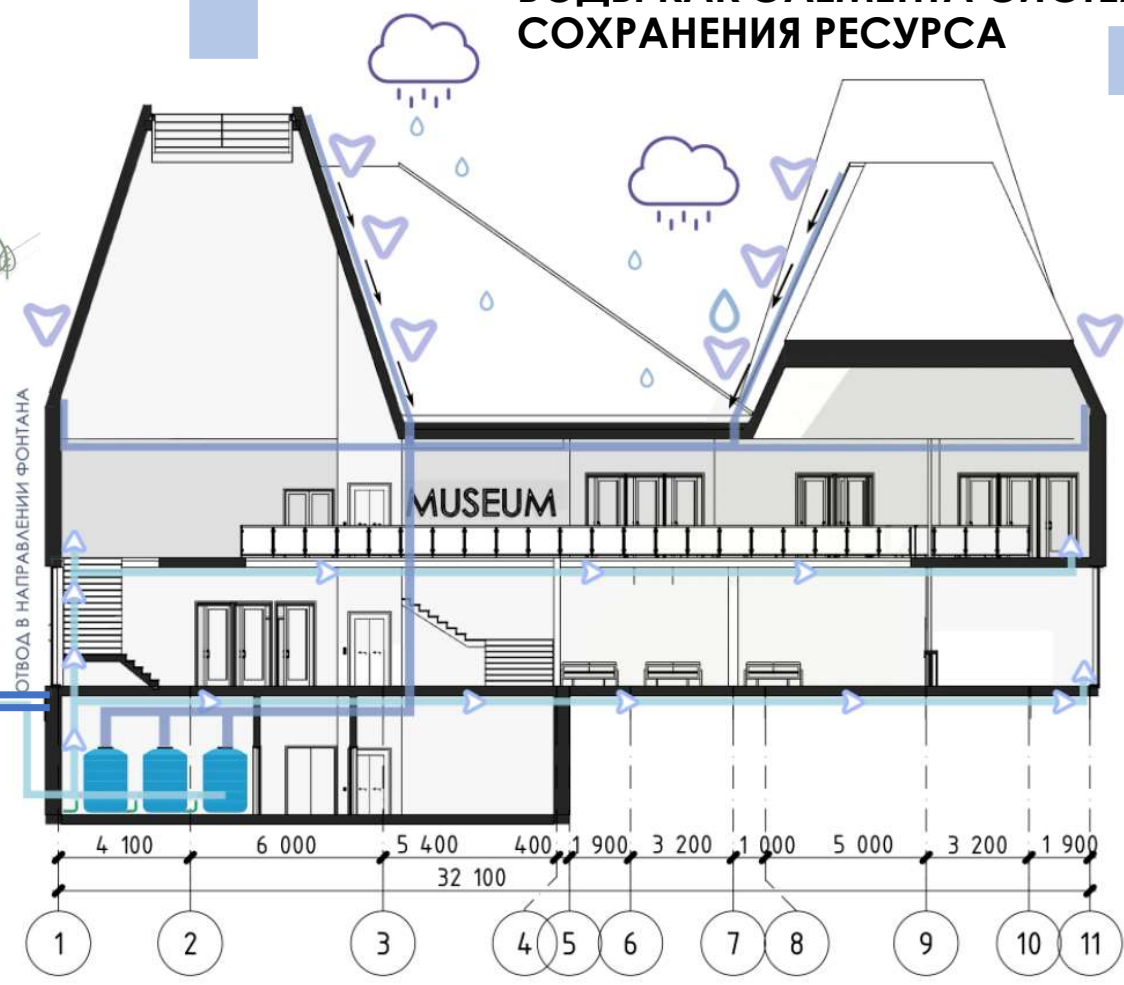 СОХРАНЕНИЯ РЕСУРСА
ОТВОД В НАПРАВЛЕНИИ ФОНТАНА
MUSEUM
4 100 6 000 5 400 400 1 900 3 200 1 000 5 000 3 200 1 900
32 100
1 2 3 4 5 6 7 8 9 10 11